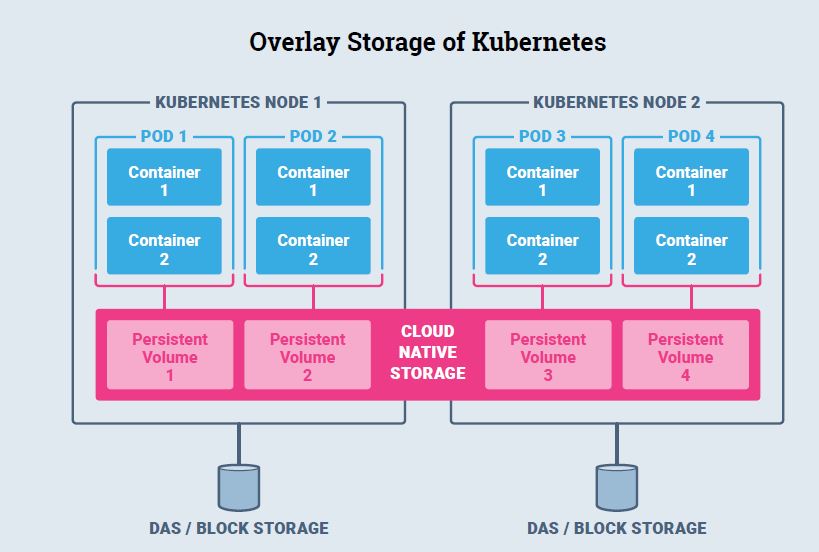 Overlay Storage of Kubernetes
KUBERNETES NODE 1
KUBERNETES NODE 2
POD 1
POD 2
POD 3
POD 4
Container
1
Container
1
Container
1
Container
1
Container
2
Container
2
Container
2
Container
2
Persistent
Volume
1
Persistent
Volume
2
CLOUD
NATIVE
STORAGE
Persistent
Volume
3
Persistent
Volume
4
DAS / BLOCK STORAGE
DAS / BLOCK STORAGE